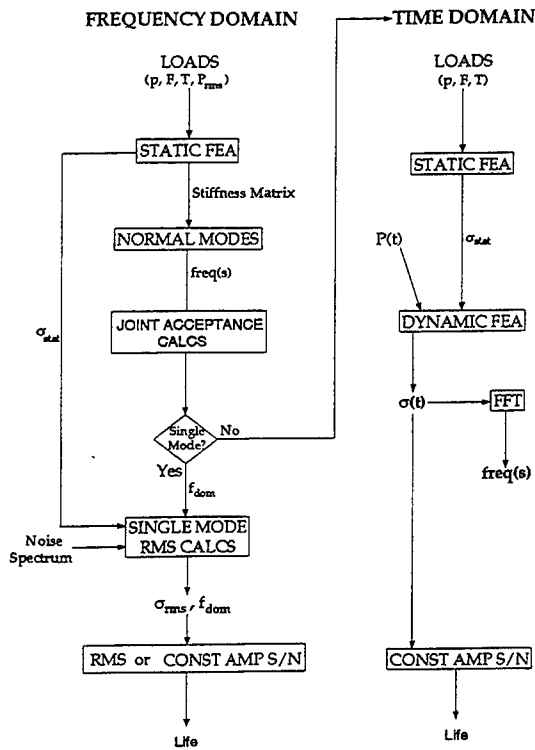 FREQUENCY DOMAIN
LOADS
(p, F, T, Prms)
STATIC FEA
Stiffness Matrix
NORMAL MODES
freq(s)
JOINT ACCEPTANCE
CALCS
σstat
Single
Mode?
No
Yes
fdom
Noise
Spectrum
SINGLE MODE
RMS CALCS
σrms, fdom
RMS or CONST AMP S/N
Life
TIME DOMAIN
LOADS
(p, F, T)
STATIC FEA
P(t)
σstat
DYNAMIC FEA
σ(t)
FFT
freq(s)
CONST AMP S/N
Life